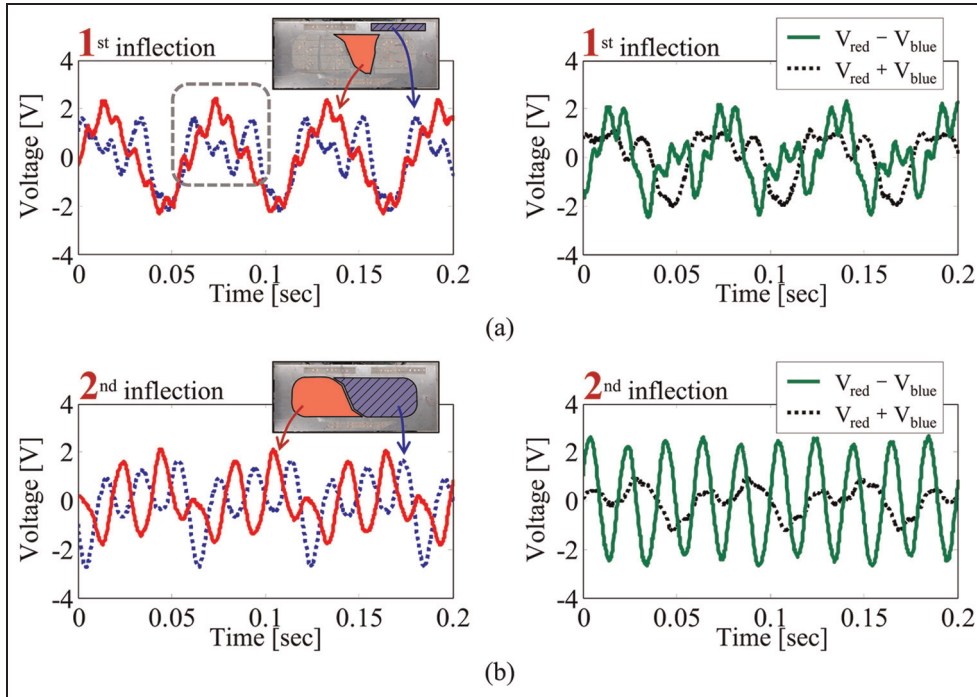 1st inflection
4
2
0
-2
-4
Voltage [V]
0
0.05
0.1
0.15
0.2
Time [sec]
1st inflection
Vred − Vblue
Vred + Vblue
4
2
0
-2
-4
Voltage [V]
0
0.05
0.1
0.15
0.2
Time [sec]
(a)
2nd inflection
4
2
0
-2
-4
Voltage [V]
0
0.05
0.1
0.15
0.2
Time [sec]
2nd inflection
Vred − Vblue
Vred + Vblue
4
2
0
-2
-4
Voltage [V]
0
0.05
0.1
0.15
0.2
Time [sec]
(b)